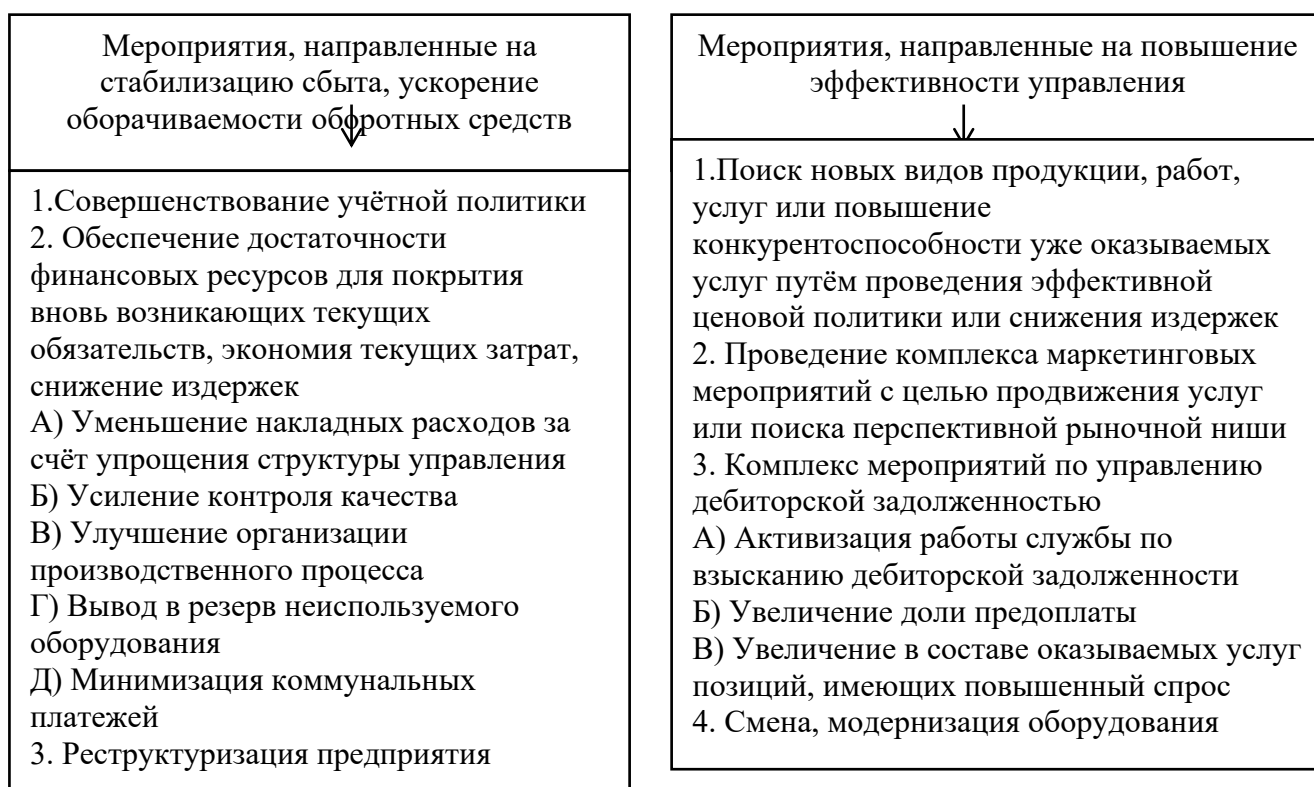 Мероприятия, направленные на
стабилизацию сбыта, ускорение
оборачиваемости оборотных средств
1.Совершенствование учётной политики
2. Обеспечение достаточности
финансовых ресурсов для покрытия
вновь возникающих текущих
обязательств, экономия текущих затрат,
снижение издержек
А) Уменьшение накладных расходов за
счёт упрощения структуры управления
Б) Усиление контроля качества
В) Улучшение организации
производственного процесса
Г) Вывод в резерв неиспользуемого
оборудования
Д) Минимизация коммунальных
платежей
3. Реструктуризация предприятия
Мероприятия, направленные на повышение
эффективности управления
1.Поиск новых видов продукции, работ,
услуг или повышение
конкурентоспособности уже оказываемых
услуг путём проведения эффективной
ценовой политики или снижения издержек
2. Проведение комплекса маркетинговых
мероприятий с целью продвижения услуг
или поиска перспективной рыночной ниши
3. Комплекс мероприятий по управлению
дебиторской задолженностью
А) Активизация работы службы по
взысканию дебиторской задолженности
Б) Увеличение доли предоплаты
В) Увеличение в составе оказываемых услуг
позиций, имеющих повышенный спрос
4. Смена, модернизация оборудования